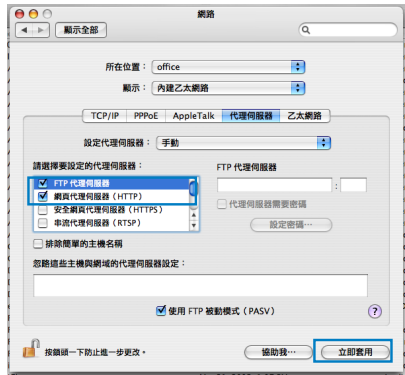 網路
顯示全部
所在位置： office
顯示： 內建乙太網路
TCP/IP PPPoE AppleTalk 代理伺服器 乙太網路
設定代理伺服器： 手動
請選擇要設定的代理伺服器：
FTP 代理伺服器
FTP 代理伺服器
網頁代理伺服器（HTTP）
安全網頁代理伺服器（HTTPS）
串流代理伺服器（RTSP）
:
代理伺服器需要密碼
設定密碼…
排除簡單的主機名稱
忽略這些主機與網域的代理伺服器設定：
使用 FTP 被動模式（PASV）
?
按鎖頭一下防止進一步更改。
協助我…
立即套用